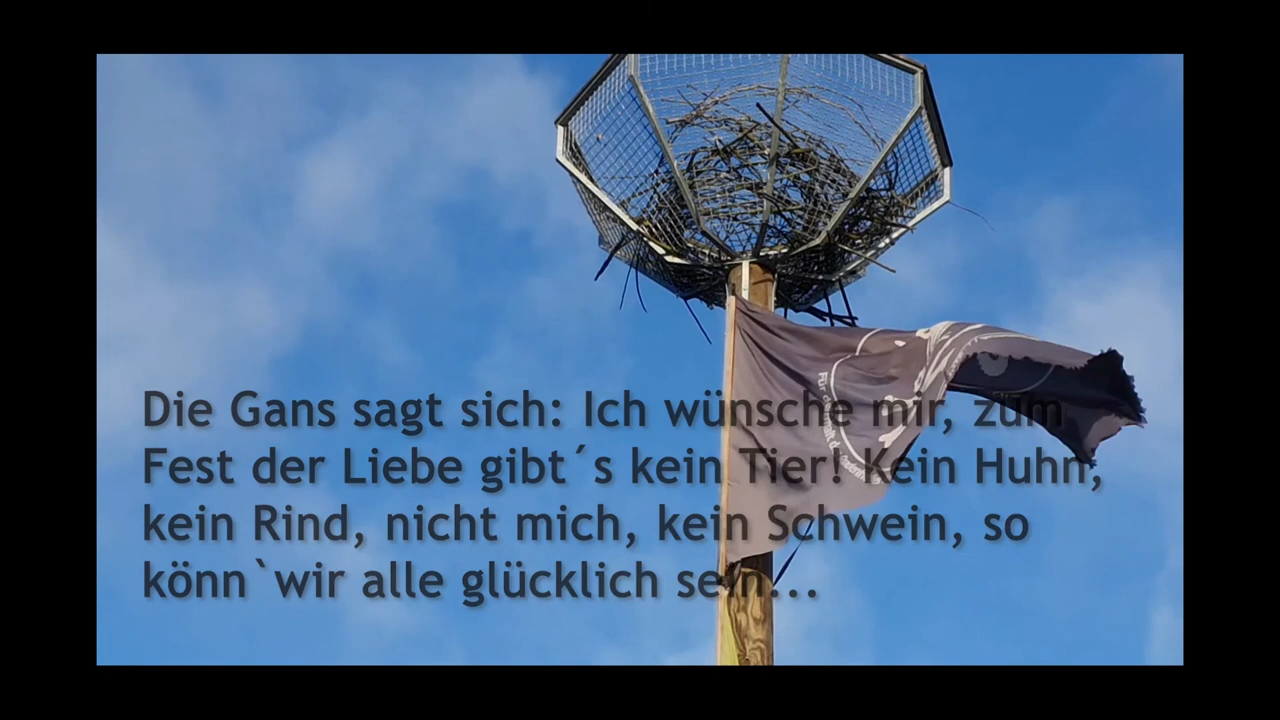 Die Gans sagt sich: Ich wünsche mir, zum
Fest der Liebe gibt´s kein Tier! Kein Huhn,
kein Rind, nicht mich, kein Schwein, so
könn`wir alle glücklich sein...
Für